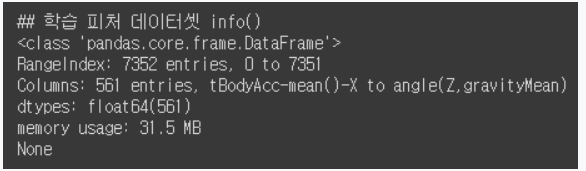 ## 학습 피처 데이터셋 info()
<class 'pandas.core.frame.DataFrame'>
RangeIndex: 7352 entries, 0 to 7351
Columns: 561 entries, tBodyAcc-mean()-X to angle(Z,gravityMean)
dtypes: float64(561)
memory usage: 31.5 MB
None